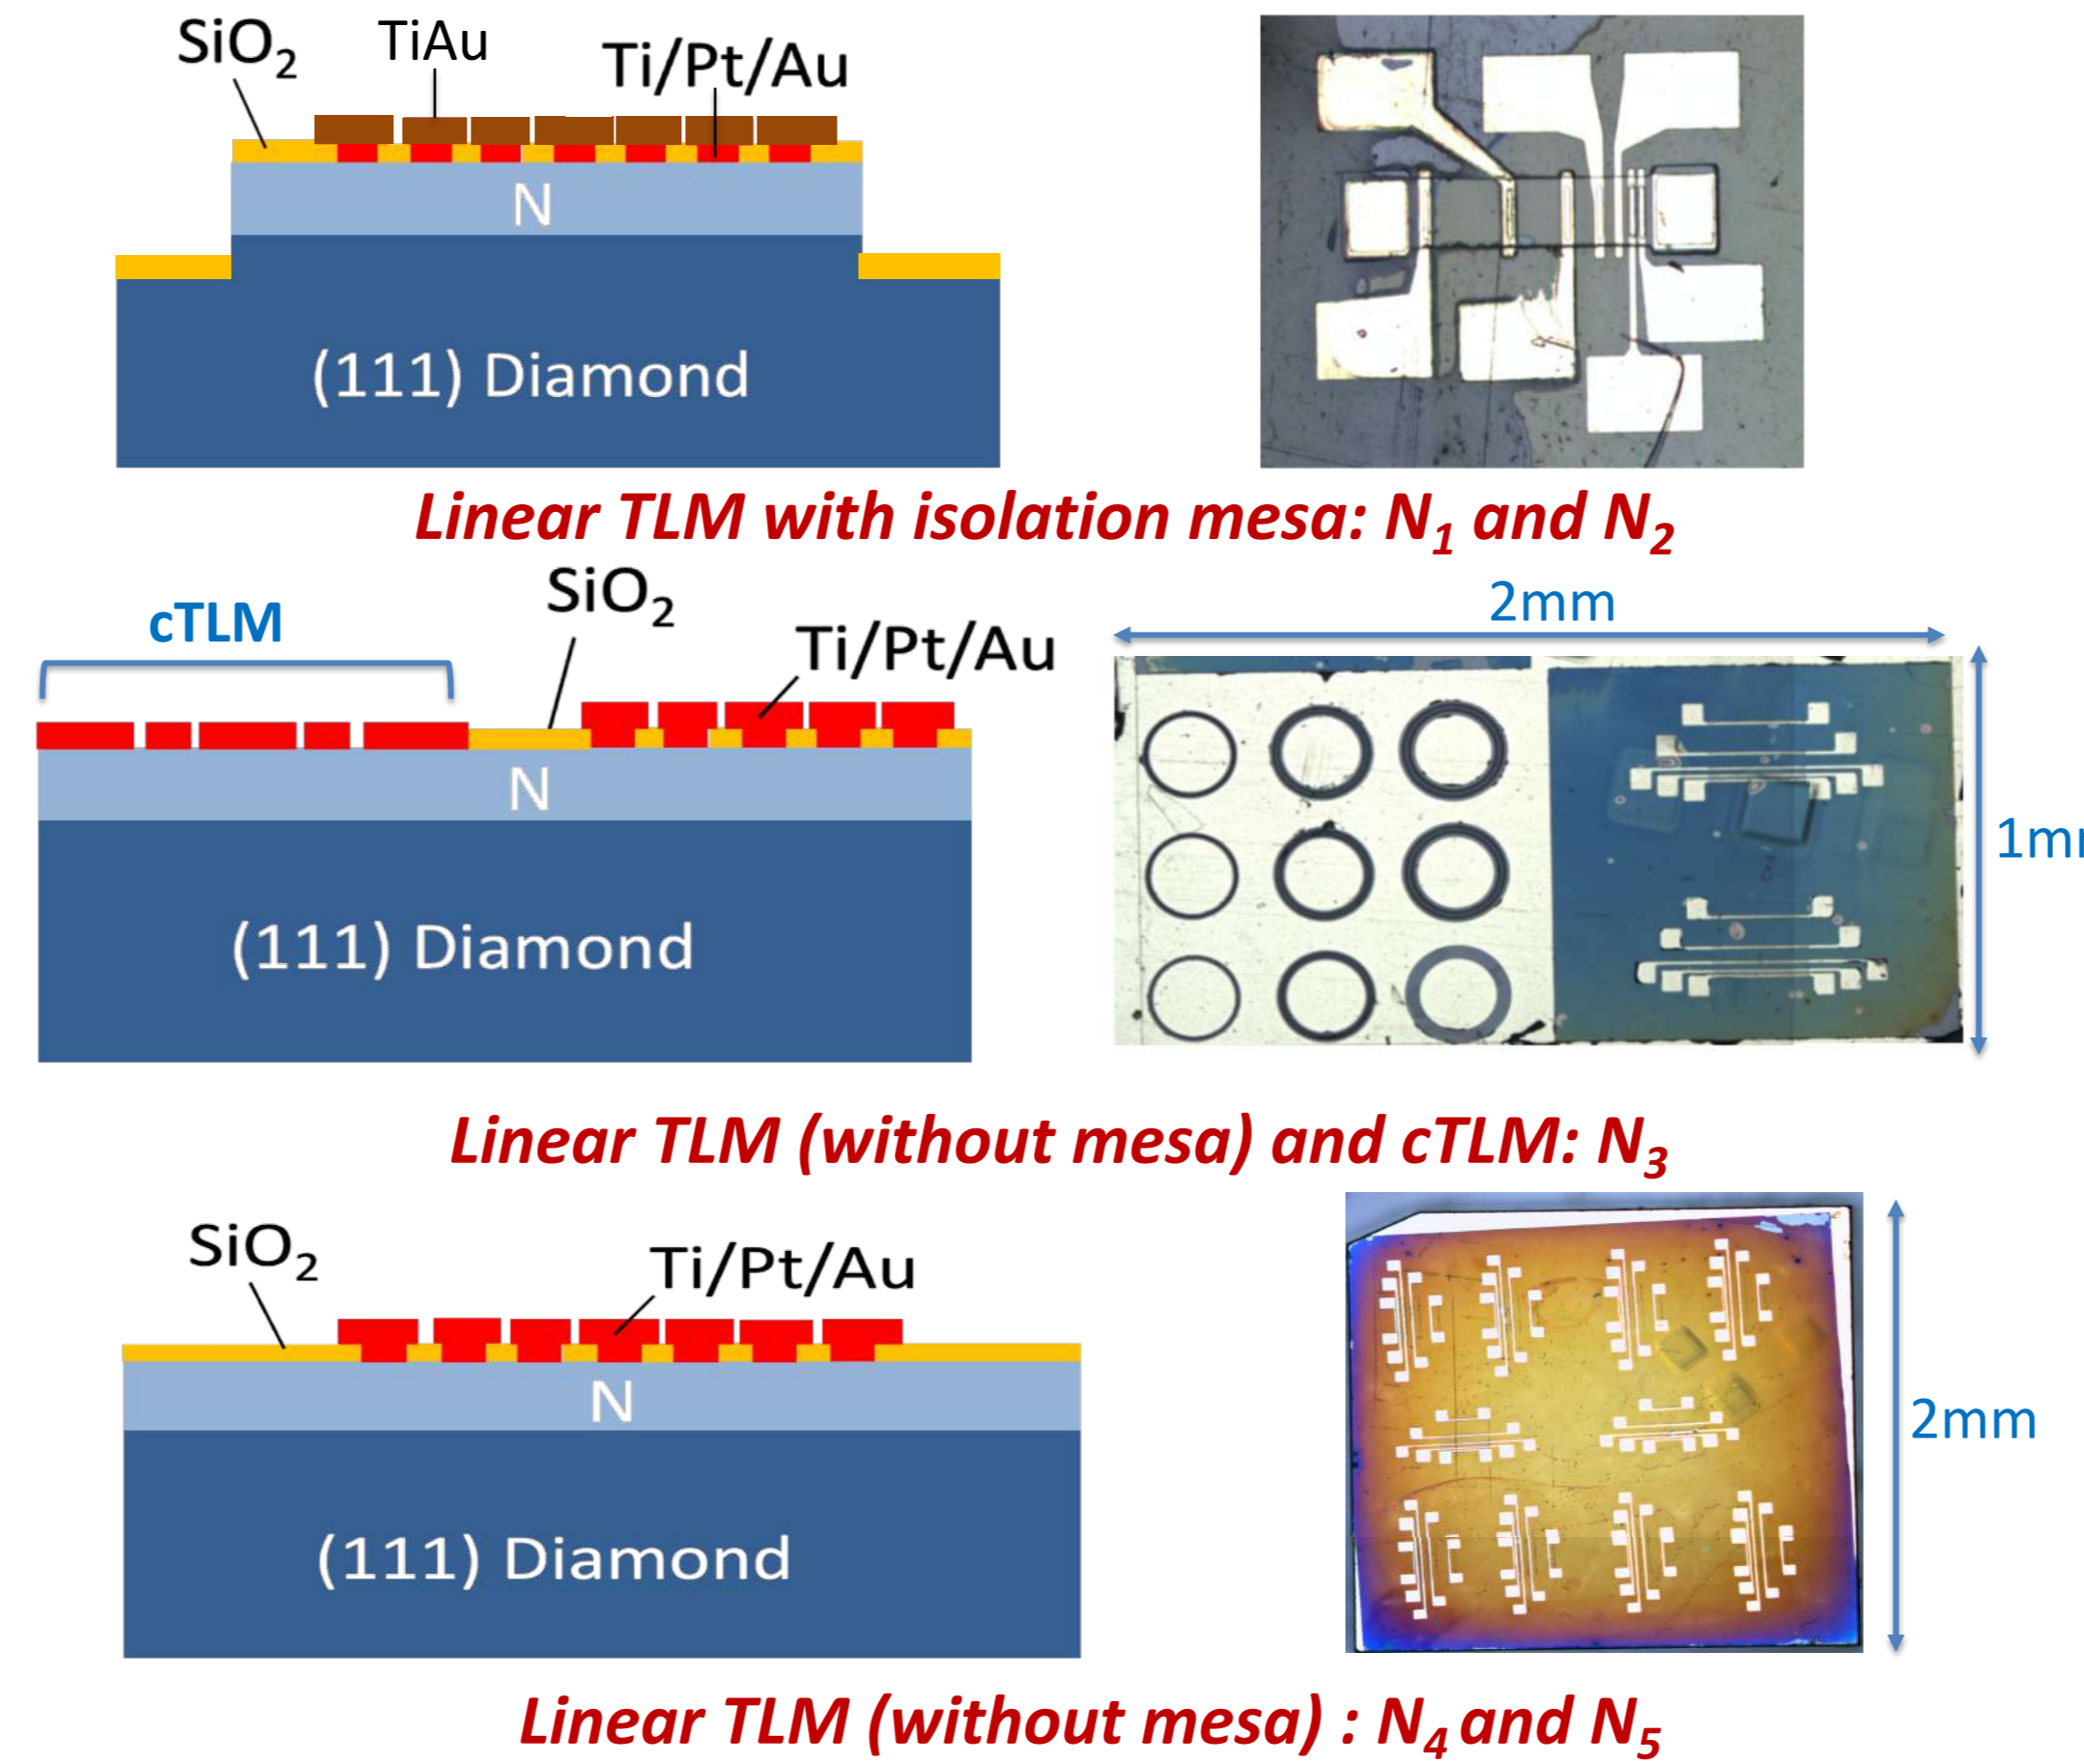 SiO₂
TiAu
Ti/Pt/Au
N
(111) Diamond
Linear TLM with isolation mesa: N₁ and N₂
cTLM
SiO₂
Ti/Pt/Au
2mm
N
(111) Diamond
Linear TLM (without mesa) and cTLM: N₃
SiO₂
Ti/Pt/Au
N
(111) Diamond
2mm
Linear TLM (without mesa) : N₄ and N₅